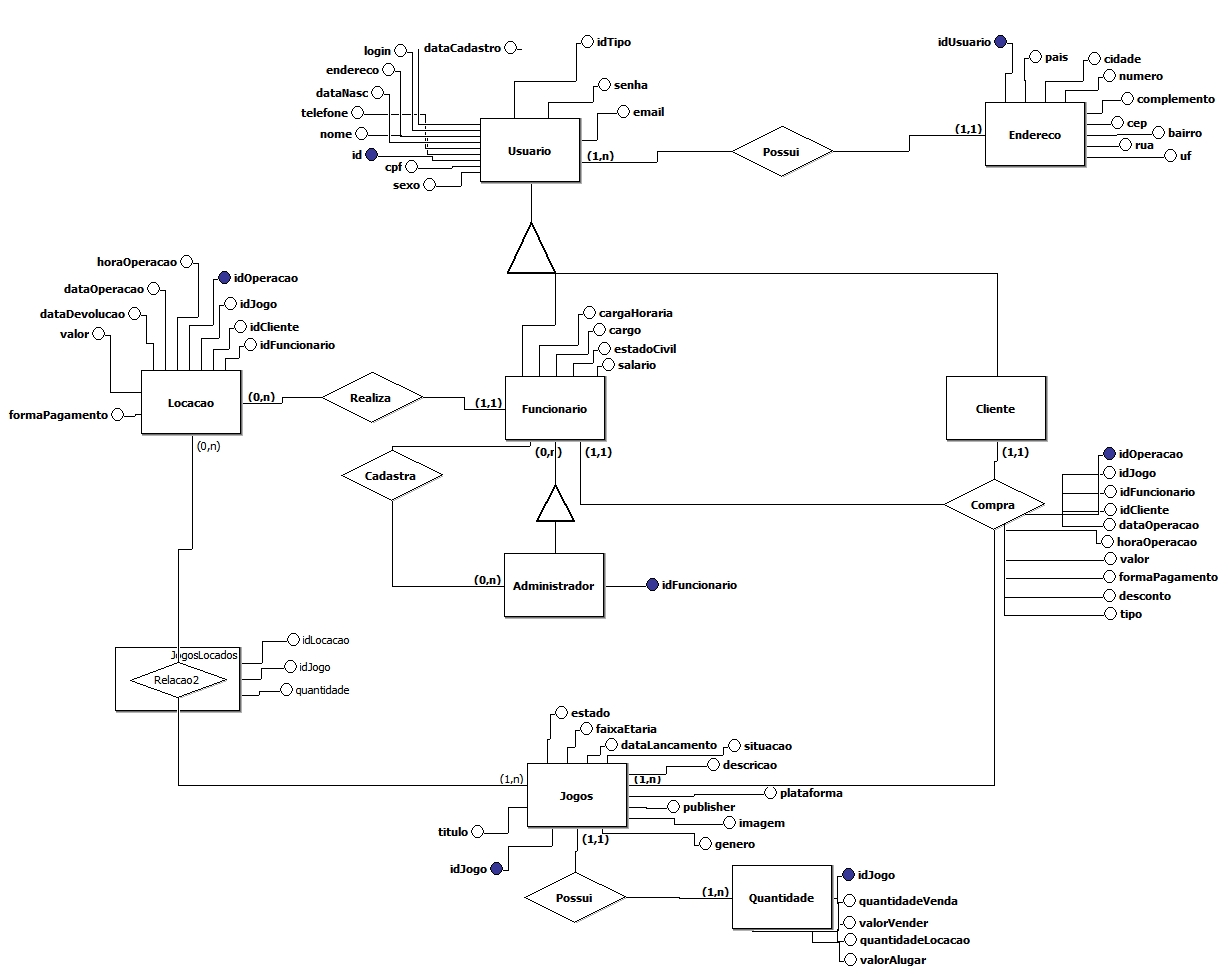 login
dataCadastro
idTipo
endereco
dataNasc
senha
telefone
email
nome
id
cpf
sexo
Usuario
(1,n)
Possui
(1,1)
idUsuario
pais
cidade
numero
complemento
cep
bairro
rua
uf
Endereco
horaOperacao
idOperacao
dataOperacao
idJogo
dataDevolucao
idCliente
valor
idFuncionario
formaPagamento
Locacao
(0,n)
(0,n)
Realiza
(1,1)
cargaHoraria
cargo
estadoCivil
salario
Funcionario
(0,n)
(1,1)
Cliente
(1,1)
Cadastra
Compra
idOperacao
idJogo
idFuncionario
idCliente
dataOperacao
horaOperacao
valor
formaPagamento
desconto
tipo
(0,n)
Administrador
idFuncionario
JogosLocados
Relacao2
idLocacao
idJogo
quantidade
estado
faixaEtaria
dataLancamento
situacao
descricao
(1,n)
(1,n)
Jogos
plataforma
publisher
imagem
genero
titulo
idJogo
(1,1)
Possui
(1,n)
Quantidade
idJogo
quantidadeVenda
valorVender
quantidadeLocacao
valorAlugar